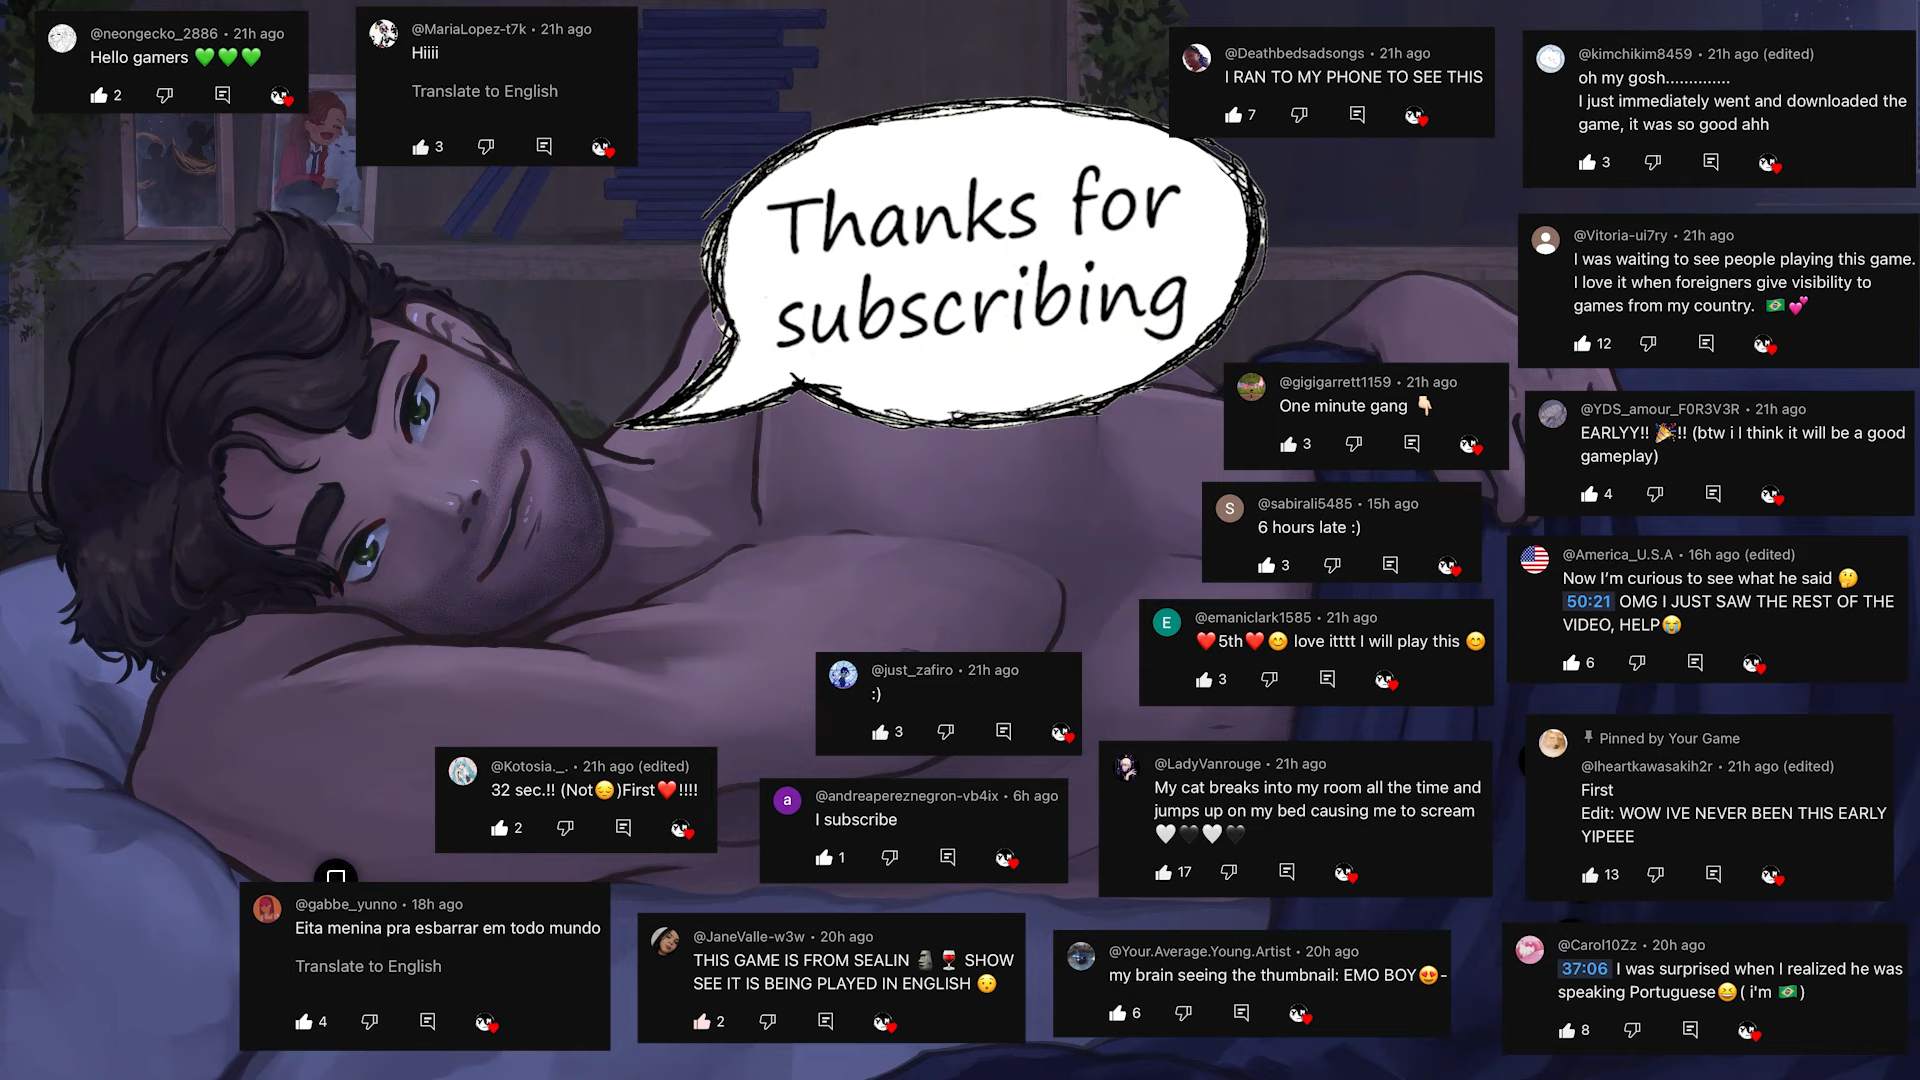 @neongecko_2886 • 21h ago
Hello gamers 💚💚💚
2
@MariaLopez-t7k • 21h ago
Hiiii
Translate to English
3
Thanks for
subscribing
@Deathbedsadsongs • 21h ago
I RAN TO MY PHONE TO SEE THIS
7
@kimchikim8459 • 21h ago (edited)
oh my gosh.............
I just immediately went and downloaded the
game, it was so good ahh
3
@Vitoria-ui7ry • 21h ago
I was waiting to see people playing this game.
I love it when foreigners give visibility to
games from my country. 🇧🇷💕
12
@gigigarrett1159 • 21h ago
One minute gang 👇🏻
3
@YDS_amour_F0R3V3R • 21h ago
EARLYY!! 🎉!! (btw i I think it will be a good
gameplay)
4
S
@sabirali5485 • 15h ago
6 hours late :)
3
@America_U.S.A • 16h ago (edited)
Now I’m curious to see what he said 🤔
50:21 OMG I JUST SAW THE REST OF THE
VIDEO, HELP😭
6
E
@emaniclark1585 • 21h ago
❤️5th❤️😊 love itttt I will play this 😊
3
@just_zafiro • 21h ago
:)
3
@Kotosia._. • 21h ago (edited)
32 sec.!! (Not😔)First❤️!!!!
2
a
@andreapereznegron-vb4ix • 6h ago
I subscribe
1
@LadyVanrouge • 21h ago
My cat breaks into my room all the time and
jumps up on my bed causing me to scream
🤍🖤🤍🖤
17
Pinned by Your Game
@Iheartkawasakih2r • 21h ago (edited)
First
Edit: WOW IVE NEVER BEEN THIS EARLY
YIPEEE
13
@gabbe_yunno • 18h ago
Eita menina pra esbarrar em todo mundo
Translate to English
4
@JaneValle-w3w • 20h ago
THIS GAME IS FROM SEALIN 🗿🍷 SHOW
SEE IT IS BEING PLAYED IN ENGLISH 😯
2
@Your.Average.Young.Artist • 20h ago
my brain seeing the thumbnail: EMO BOY😍-
6
@Carol10Zz • 20h ago
37:06 I was surprised when I realized he was
speaking Portuguese😆( i'm 🇧🇷)
8